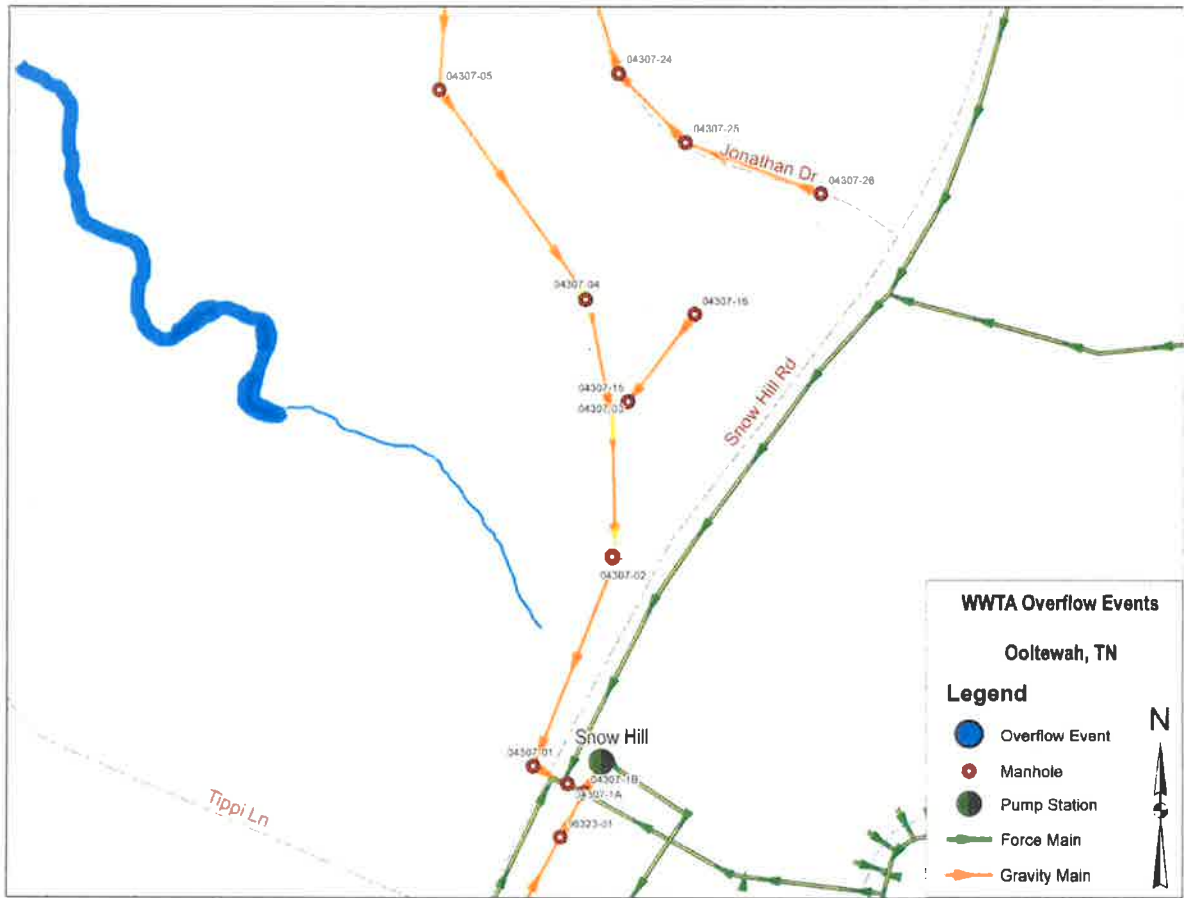 04307-24
04307-05
04307-25
Jonathan Dr
04307-26
04307-04
04307-16
04307-15
04307-03
Snow Hill Rd
04307-02
Snow Hill
04307-01
04307-1B
04307-1A
Tippi Ln
WWTA Overflow Events
Ooltewah, TN
Legend
N
Overflow Event
Manhole
Pump Station
Force Main
Gravity Main